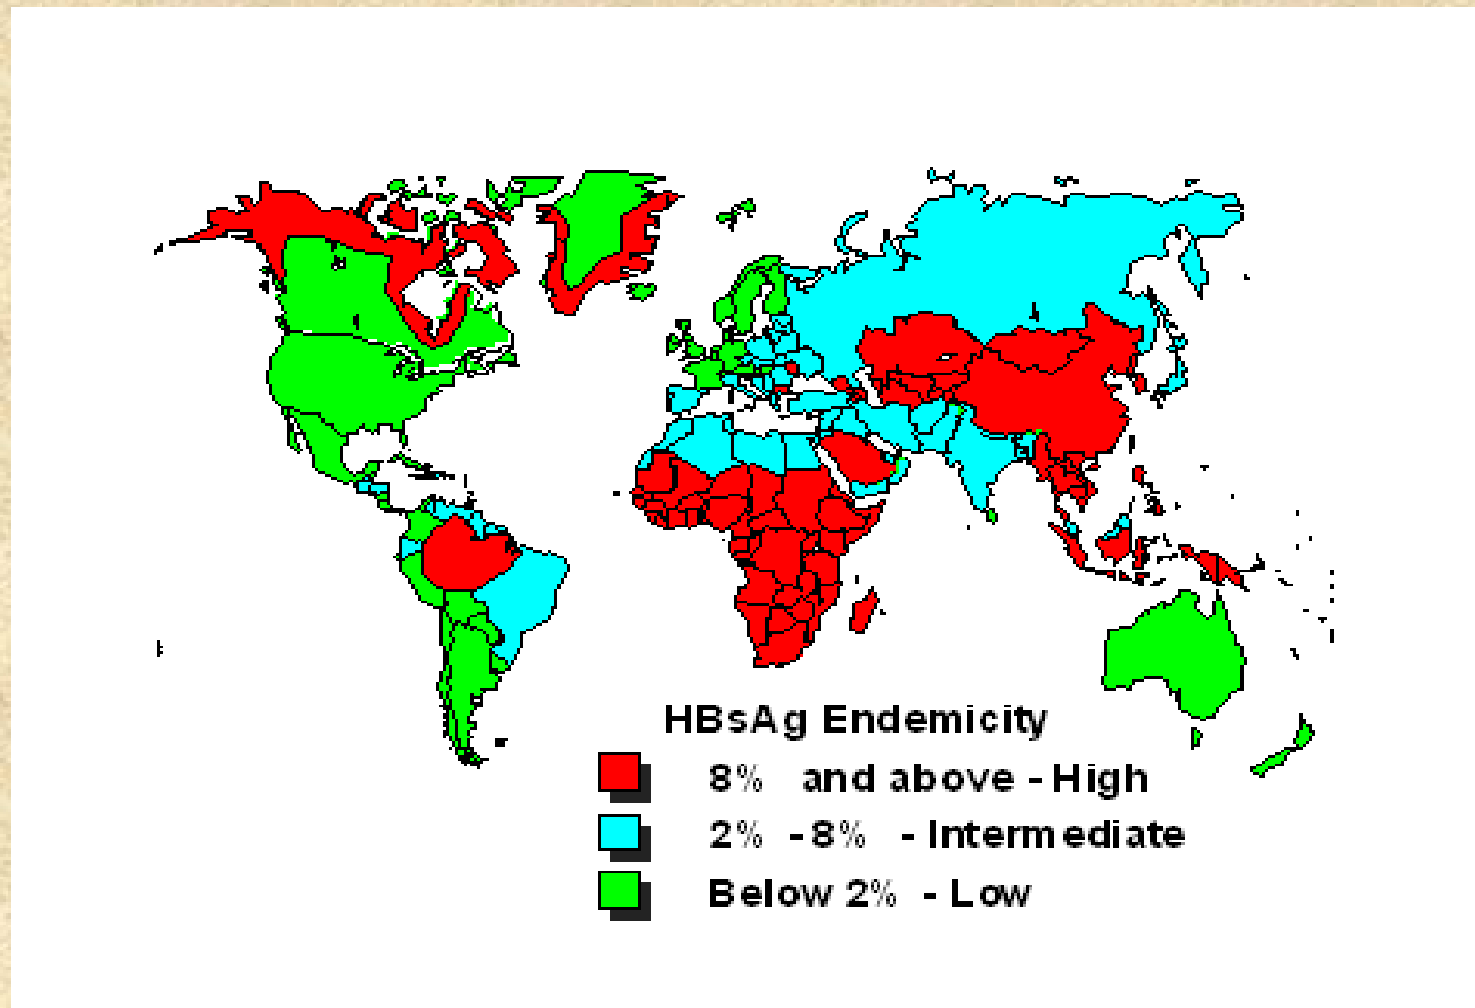 HBsAg Endemicity
8% and above - High
2% - 8% - Intermediate
Below 2% - Low